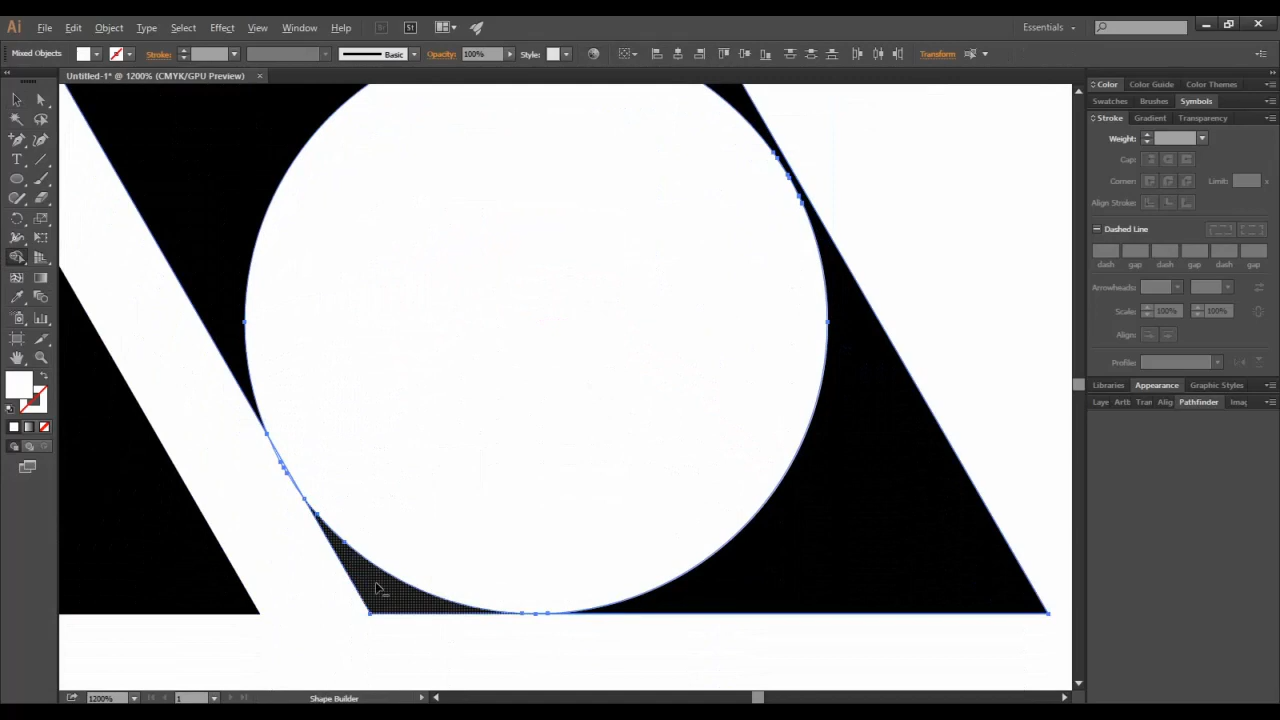 Ai File Edit Object Type Select Effect View Window Help Br St Essentials
Mixed Objects Stroke: Basic Opacity: 100% Style: Transform
Untitled-1* @ 1200% (CMYK/GPU Preview) ×
Color Color Guide Color Themes
Swatches Brushes Symbols
Stroke Gradient Transparency
Weight:
Cap:
Corner: Limit: x
Align Stroke:
Dashed Line
dash gap dash gap dash gap
Arrowheads:
Scale: 100% 100%
Align:
Profile:
Libraries Appearance Graphic Styles
Laye Artb Tran Alig Pathfinder Imag
T
1200% 1 Shape Builder